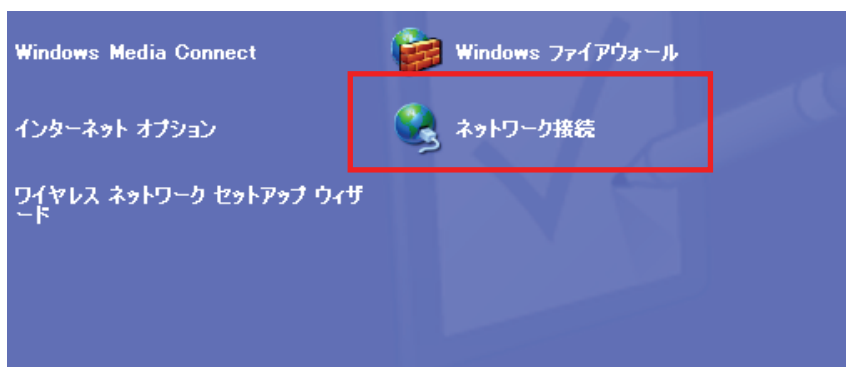 Windows Media Connect
Windows ファイアウォール
インターネット オプション
ネットワーク接続
ワイヤレス ネットワーク セットアップ ウィザ
ード